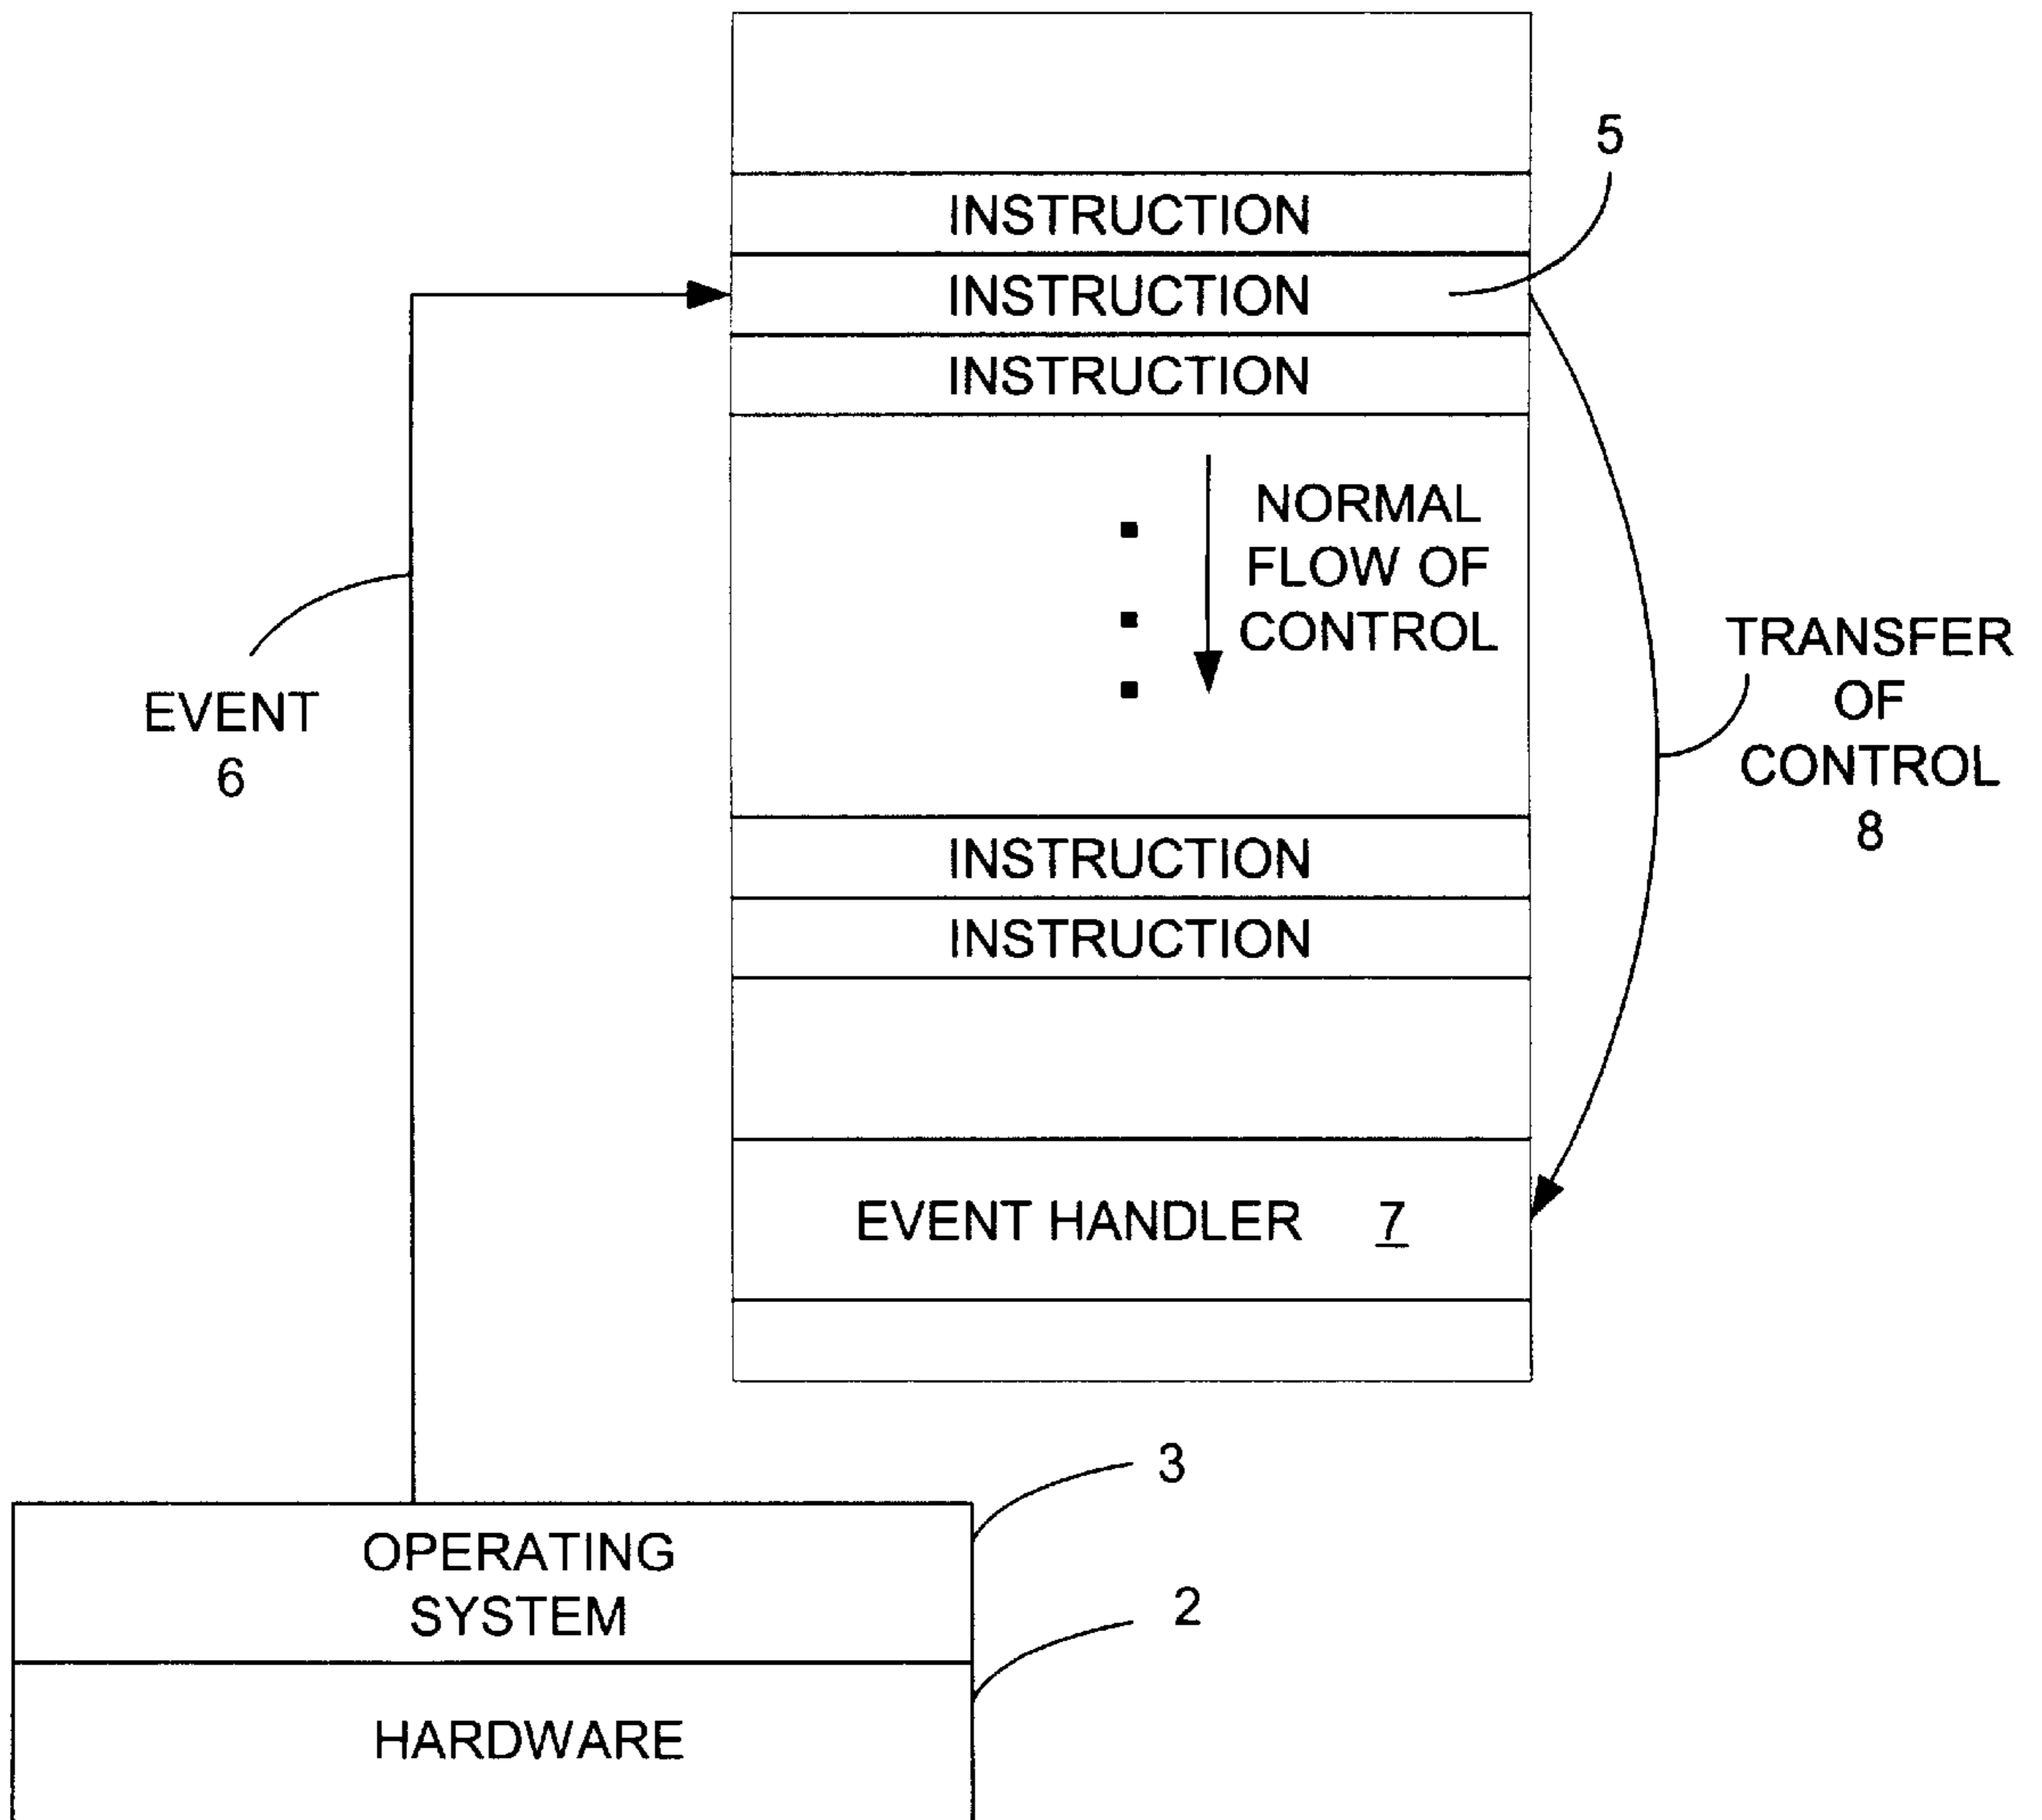 5
INSTRUCTION
INSTRUCTION
INSTRUCTION
NORMAL
FLOW OF
CONTROL
EVENT
6
TRANSFER
OF
CONTROL
8
INSTRUCTION
INSTRUCTION
EVENT HANDLER 7
3
OPERATING
SYSTEM
2
HARDWARE